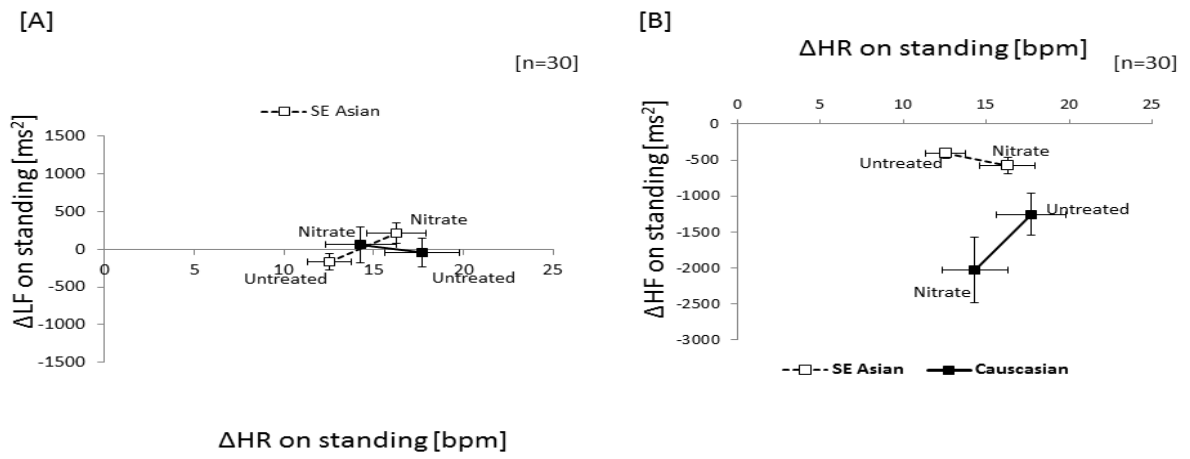 [A]
[n=30]
SE Asian
ΔLF on standing [ms²]
1500
1000
500
0
-500
-1000
-1500
0 5 10 15 20 25
Nitrate
Nitrate
Untreated
Untreated
ΔHR on standing [bpm]
[B]
ΔHR on standing [bpm]
[n=30]
0 5 10 15 20 25
ΔHF on standing [ms²]
0
-500
-1000
-1500
-2000
-2500
-3000
Nitrate
Untreated
Untreated
Nitrate
SE Asian Causcasian